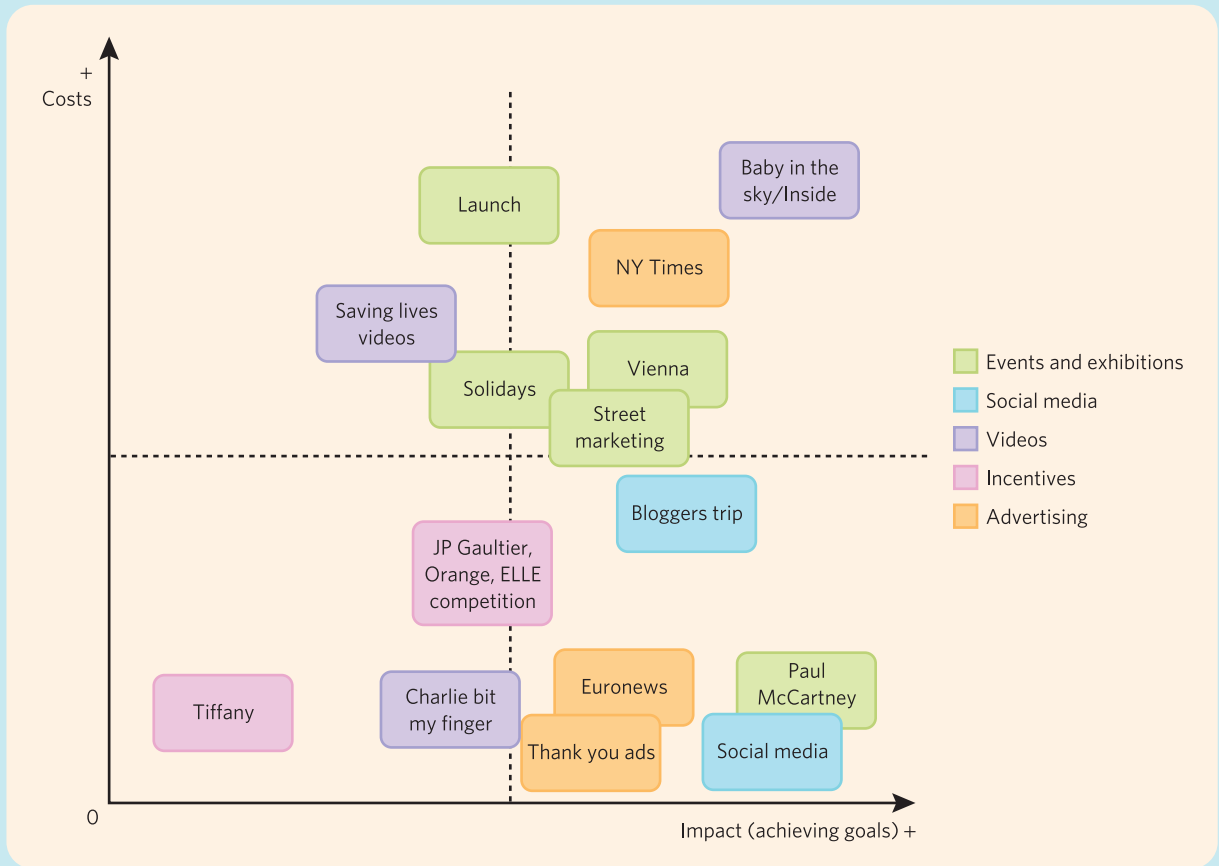 +
Costs
Baby in the
sky/Inside
Launch
NY Times
Saving lives
videos
Solidays
Vienna
Street
marketing
Events and exhibitions
Social media
Videos
Incentives
Advertising
Bloggers trip
JP Gaultier,
Orange, ELLE
competition
Tiffany
Charlie bit
my finger
Euronews
Thank you ads
Paul
McCartney
Social media
0
Impact (achieving goals) +